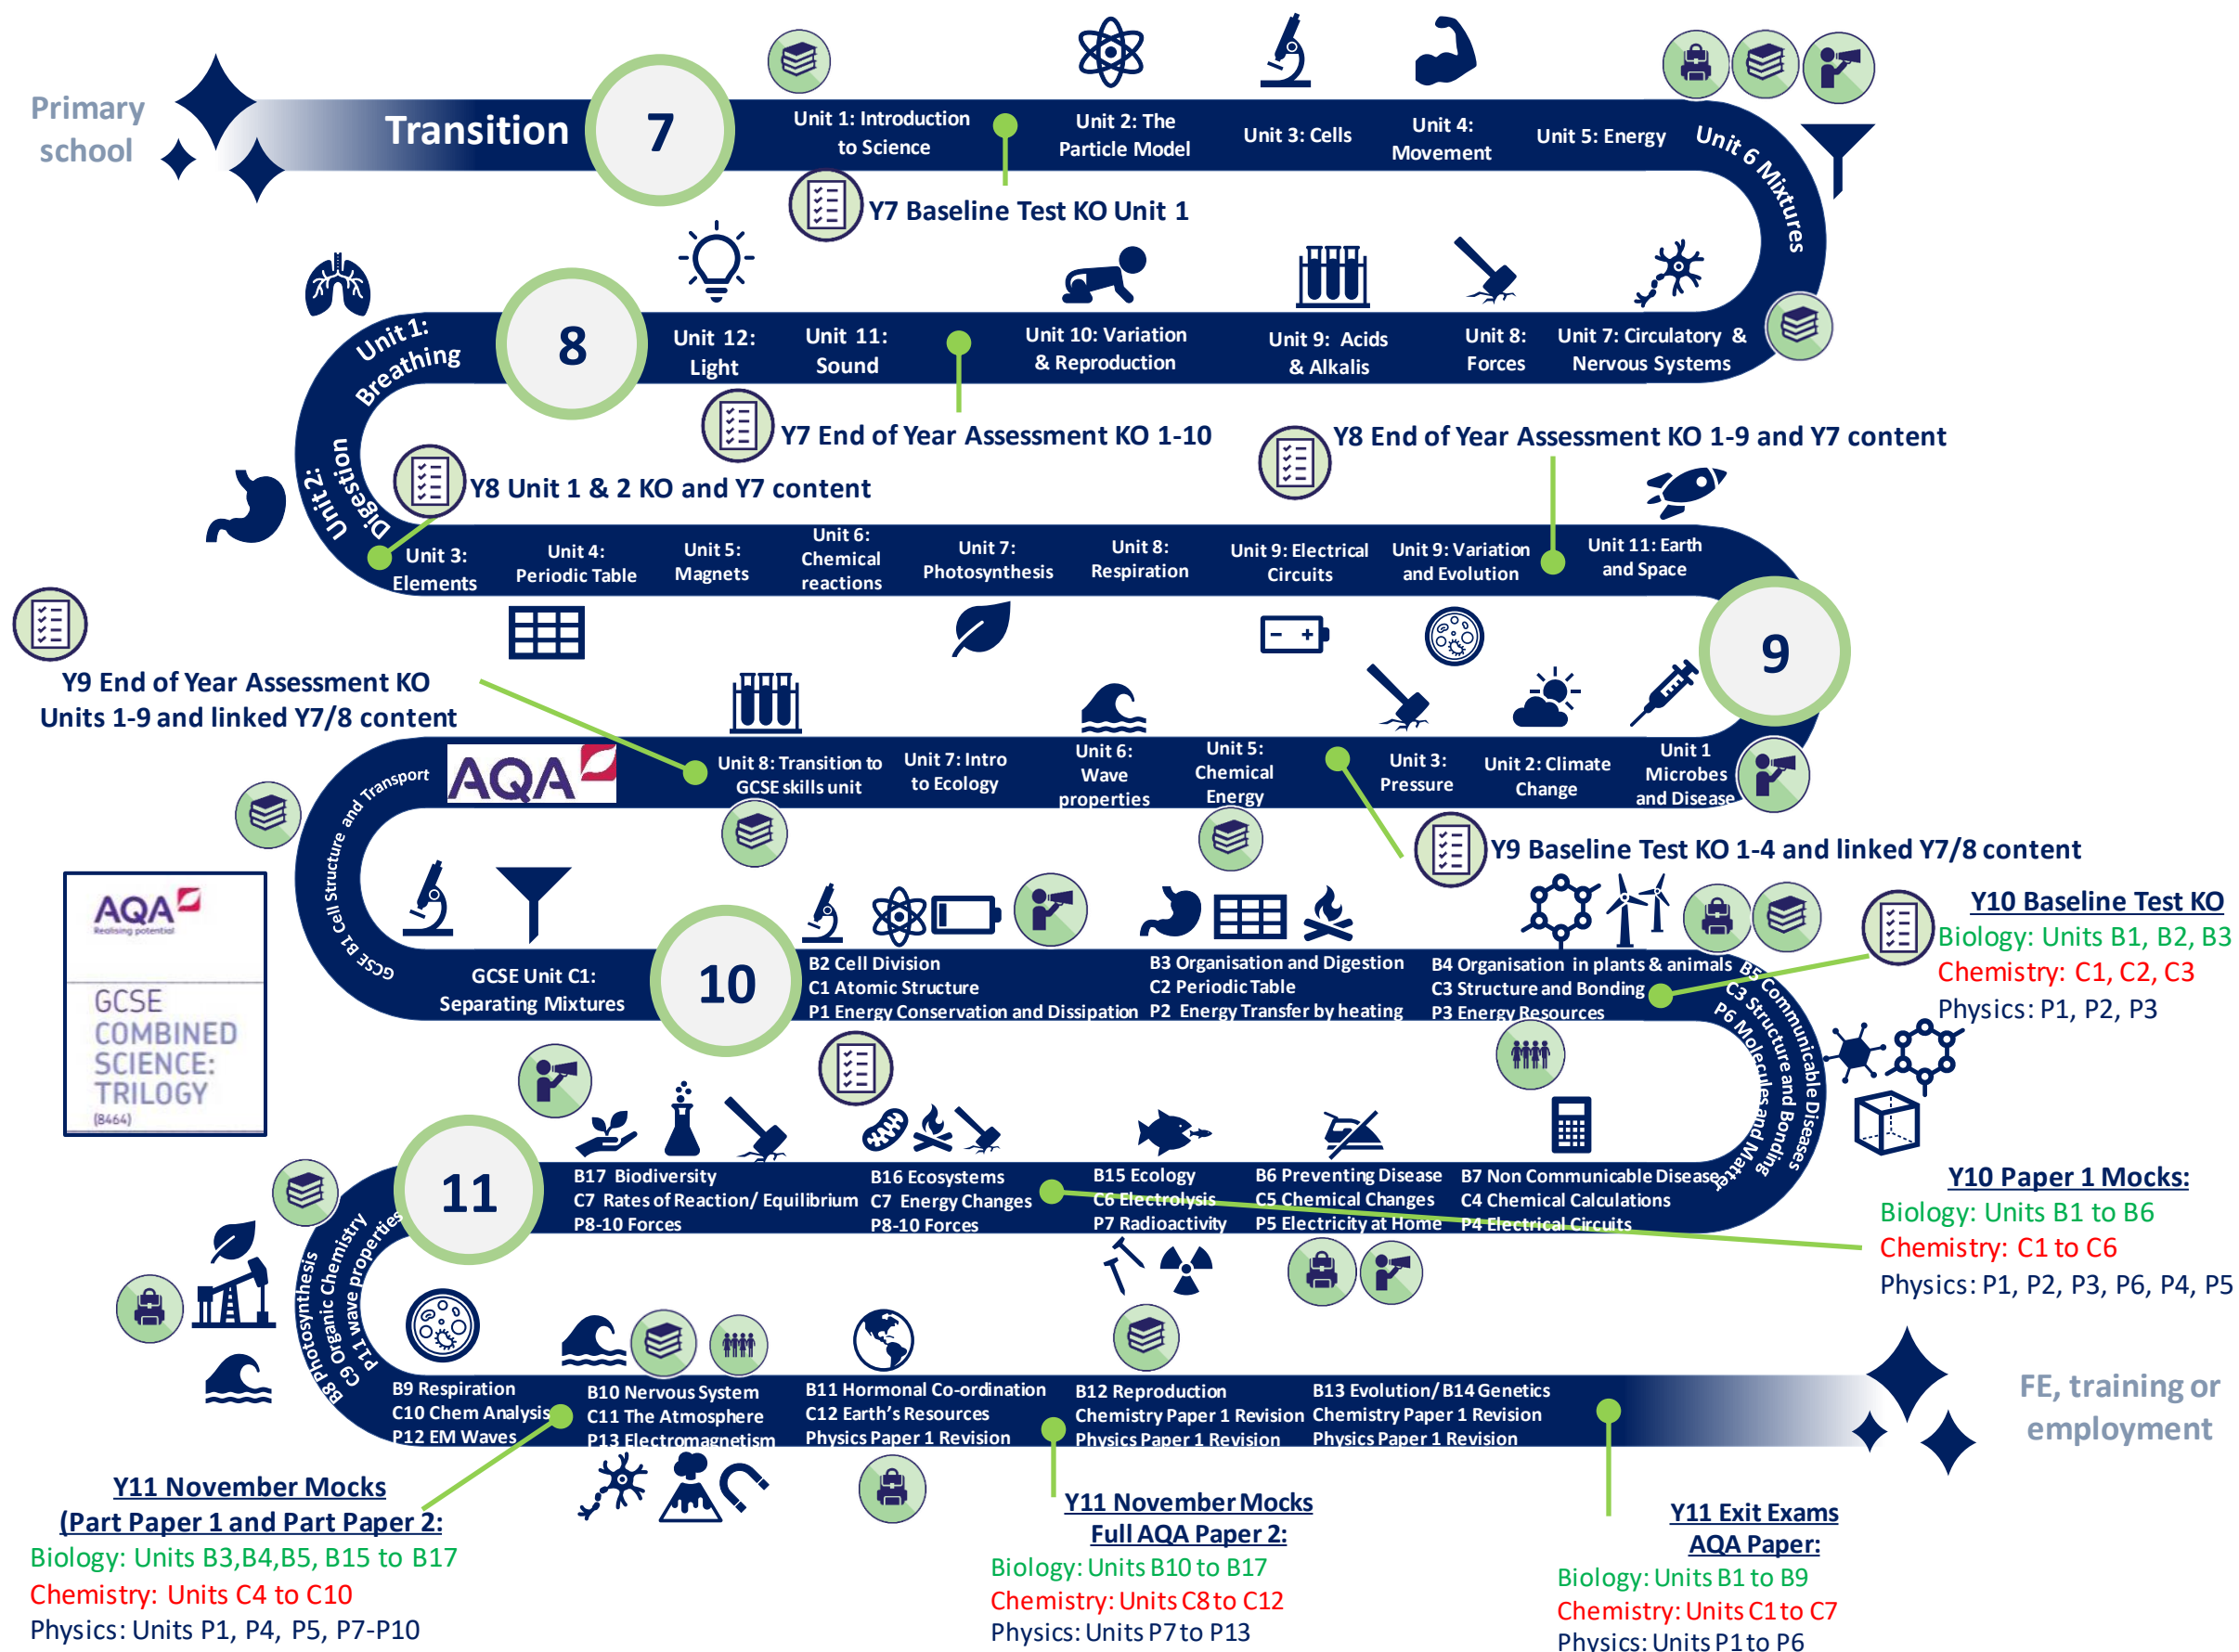 Primary
school
Transition
7
Unit 1: Introduction
to Science
Unit 2: The
Particle Model
Unit 3: Cells
Unit 4:
Movement
Unit 5: Energy
Unit 6 Mixtures
Y7 Baseline Test KO Unit 1
Unit 7: Circulatory &
Nervous Systems
Unit 8:
Forces
Unit 9: Acids
& Alkalis
Unit 10: Variation
& Reproduction
Unit 11:
Sound
Unit 12:
Light
8
Unit 1:
Breathing
Y7 End of Year Assessment KO 1-10
Y8 End of Year Assessment KO 1-9 and Y7 content
Unit 2:
Digestion
Y8 Unit 1 & 2 KO and Y7 content
Unit 3:
Elements
Unit 4:
Periodic Table
Unit 5:
Magnets
Unit 6:
Chemical
reactions
Unit 7:
Photosynthesis
Unit 8:
Respiration
Unit 9: Electrical
Circuits
Unit 9: Variation
and Evolution
Unit 11: Earth
and Space
9
Y9 End of Year Assessment KO
Units 1-9 and linked Y7/8 content
Unit 1
Microbes
and Disease
Unit 2: Climate
Change
Unit 3:
Pressure
Unit 5:
Chemical
Energy
Unit 6:
Wave
properties
Unit 7: Intro
to Ecology
Unit 8: Transition to
GCSE skills unit
AQA
Y9 Baseline Test KO 1-4 and linked Y7/8 content
GCSE B1 Cell Structure and Transport
AQA
Realising potential
GCSE
COMBINED
SCIENCE:
TRILOGY
(8464)
GCSE Unit C1:
Separating Mixtures
10
B2 Cell Division
C1 Atomic Structure
P1 Energy Conservation and Dissipation
B3 Organisation and Digestion
C2 Periodic Table
P2 Energy Transfer by heating
B4 Organisation in plants & animals
C3 Structure and Bonding
P3 Energy Resources
B5 Communicable Diseases
C3 Structure and Bonding
P6 Molecules and Matter
Y10 Baseline Test KO
Biology: Units B1, B2, B3
Chemistry: C1, C2, C3
Physics: P1, P2, P3
B7 Non Communicable Disease
C4 Chemical Calculations
P4 Electrical Circuits
B6 Preventing Disease
C5 Chemical Changes
P5 Electricity at Home
B15 Ecology
C6 Electrolysis
P7 Radioactivity
B16 Ecosystems
C7 Energy Changes
P8-10 Forces
B17 Biodiversity
C7 Rates of Reaction/ Equilibrium
P8-10 Forces
11
Y10 Paper 1 Mocks:
Biology: Units B1 to B6
Chemistry: C1 to C6
Physics: P1, P2, P3, P6, P4, P5
B8 Photosynthesis
C9 Organic Chemistry
P11 wave properties
B9 Respiration
C10 Chem Analysis
P12 EM Waves
B10 Nervous System
C11 The Atmosphere
P13 Electromagnetism
B11 Hormonal Co-ordination
C12 Earth's Resources
Physics Paper 1 Revision
B12 Reproduction
Chemistry Paper 1 Revision
Physics Paper 1 Revision
B13 Evolution/ B14 Genetics
Chemistry Paper 1 Revision
Physics Paper 1 Revision
FE, training or
employment
Y11 November Mocks
(Part Paper 1 and Part Paper 2:
Biology: Units B3,B4,B5, B15 to B17
Chemistry: Units C4 to C10
Physics: Units P1, P4, P5, P7-P10
Y11 November Mocks
Full AQA Paper 2:
Biology: Units B10 to B17
Chemistry: Units C8 to C12
Physics: Units P7 to P13
Y11 Exit Exams
AQA Paper:
Biology: Units B1 to B9
Chemistry: Units C1 to C7
Physics: Units P1 to P6